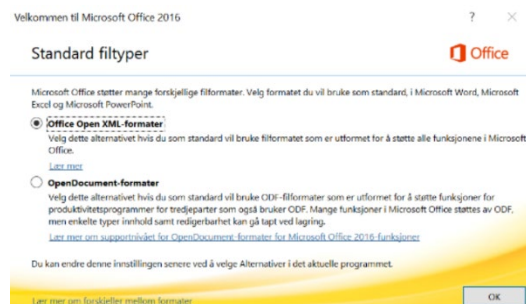 Velkommen til Microsoft Office 2016
Standard filtyper
Office
Microsoft Office støtter mange forskjellige filformater. Velg formatet du vil bruke som standard, i Microsoft Word, Microsoft
Excel og Microsoft PowerPoint.
Office Open XML-formater
Velg dette alternativet hvis du som standard vil bruke filformatet som er utformet for å støtte alle funksjonene i Microsoft
Office.
Lær mer
OpenDocument-formater
Velg dette alternativet hvis du som standard vil bruke ODF-filformater som er utformet for å støtte funksjoner for
produktivitetsprogrammer for tredjeparter som også bruker ODF. Mange funksjoner i Microsoft Office støttes av ODF,
men enkelte typer innhold samt redigerbarhet kan gå tapt ved lagring.
Lær mer om supportnivået for OpenDocument-formater for Microsoft Office 2016-funksjoner
Du kan endre denne innstillingen senere ved å velge Alternativer i det aktuelle programmet.
Lær mer om forskjeller mellom formater
OK